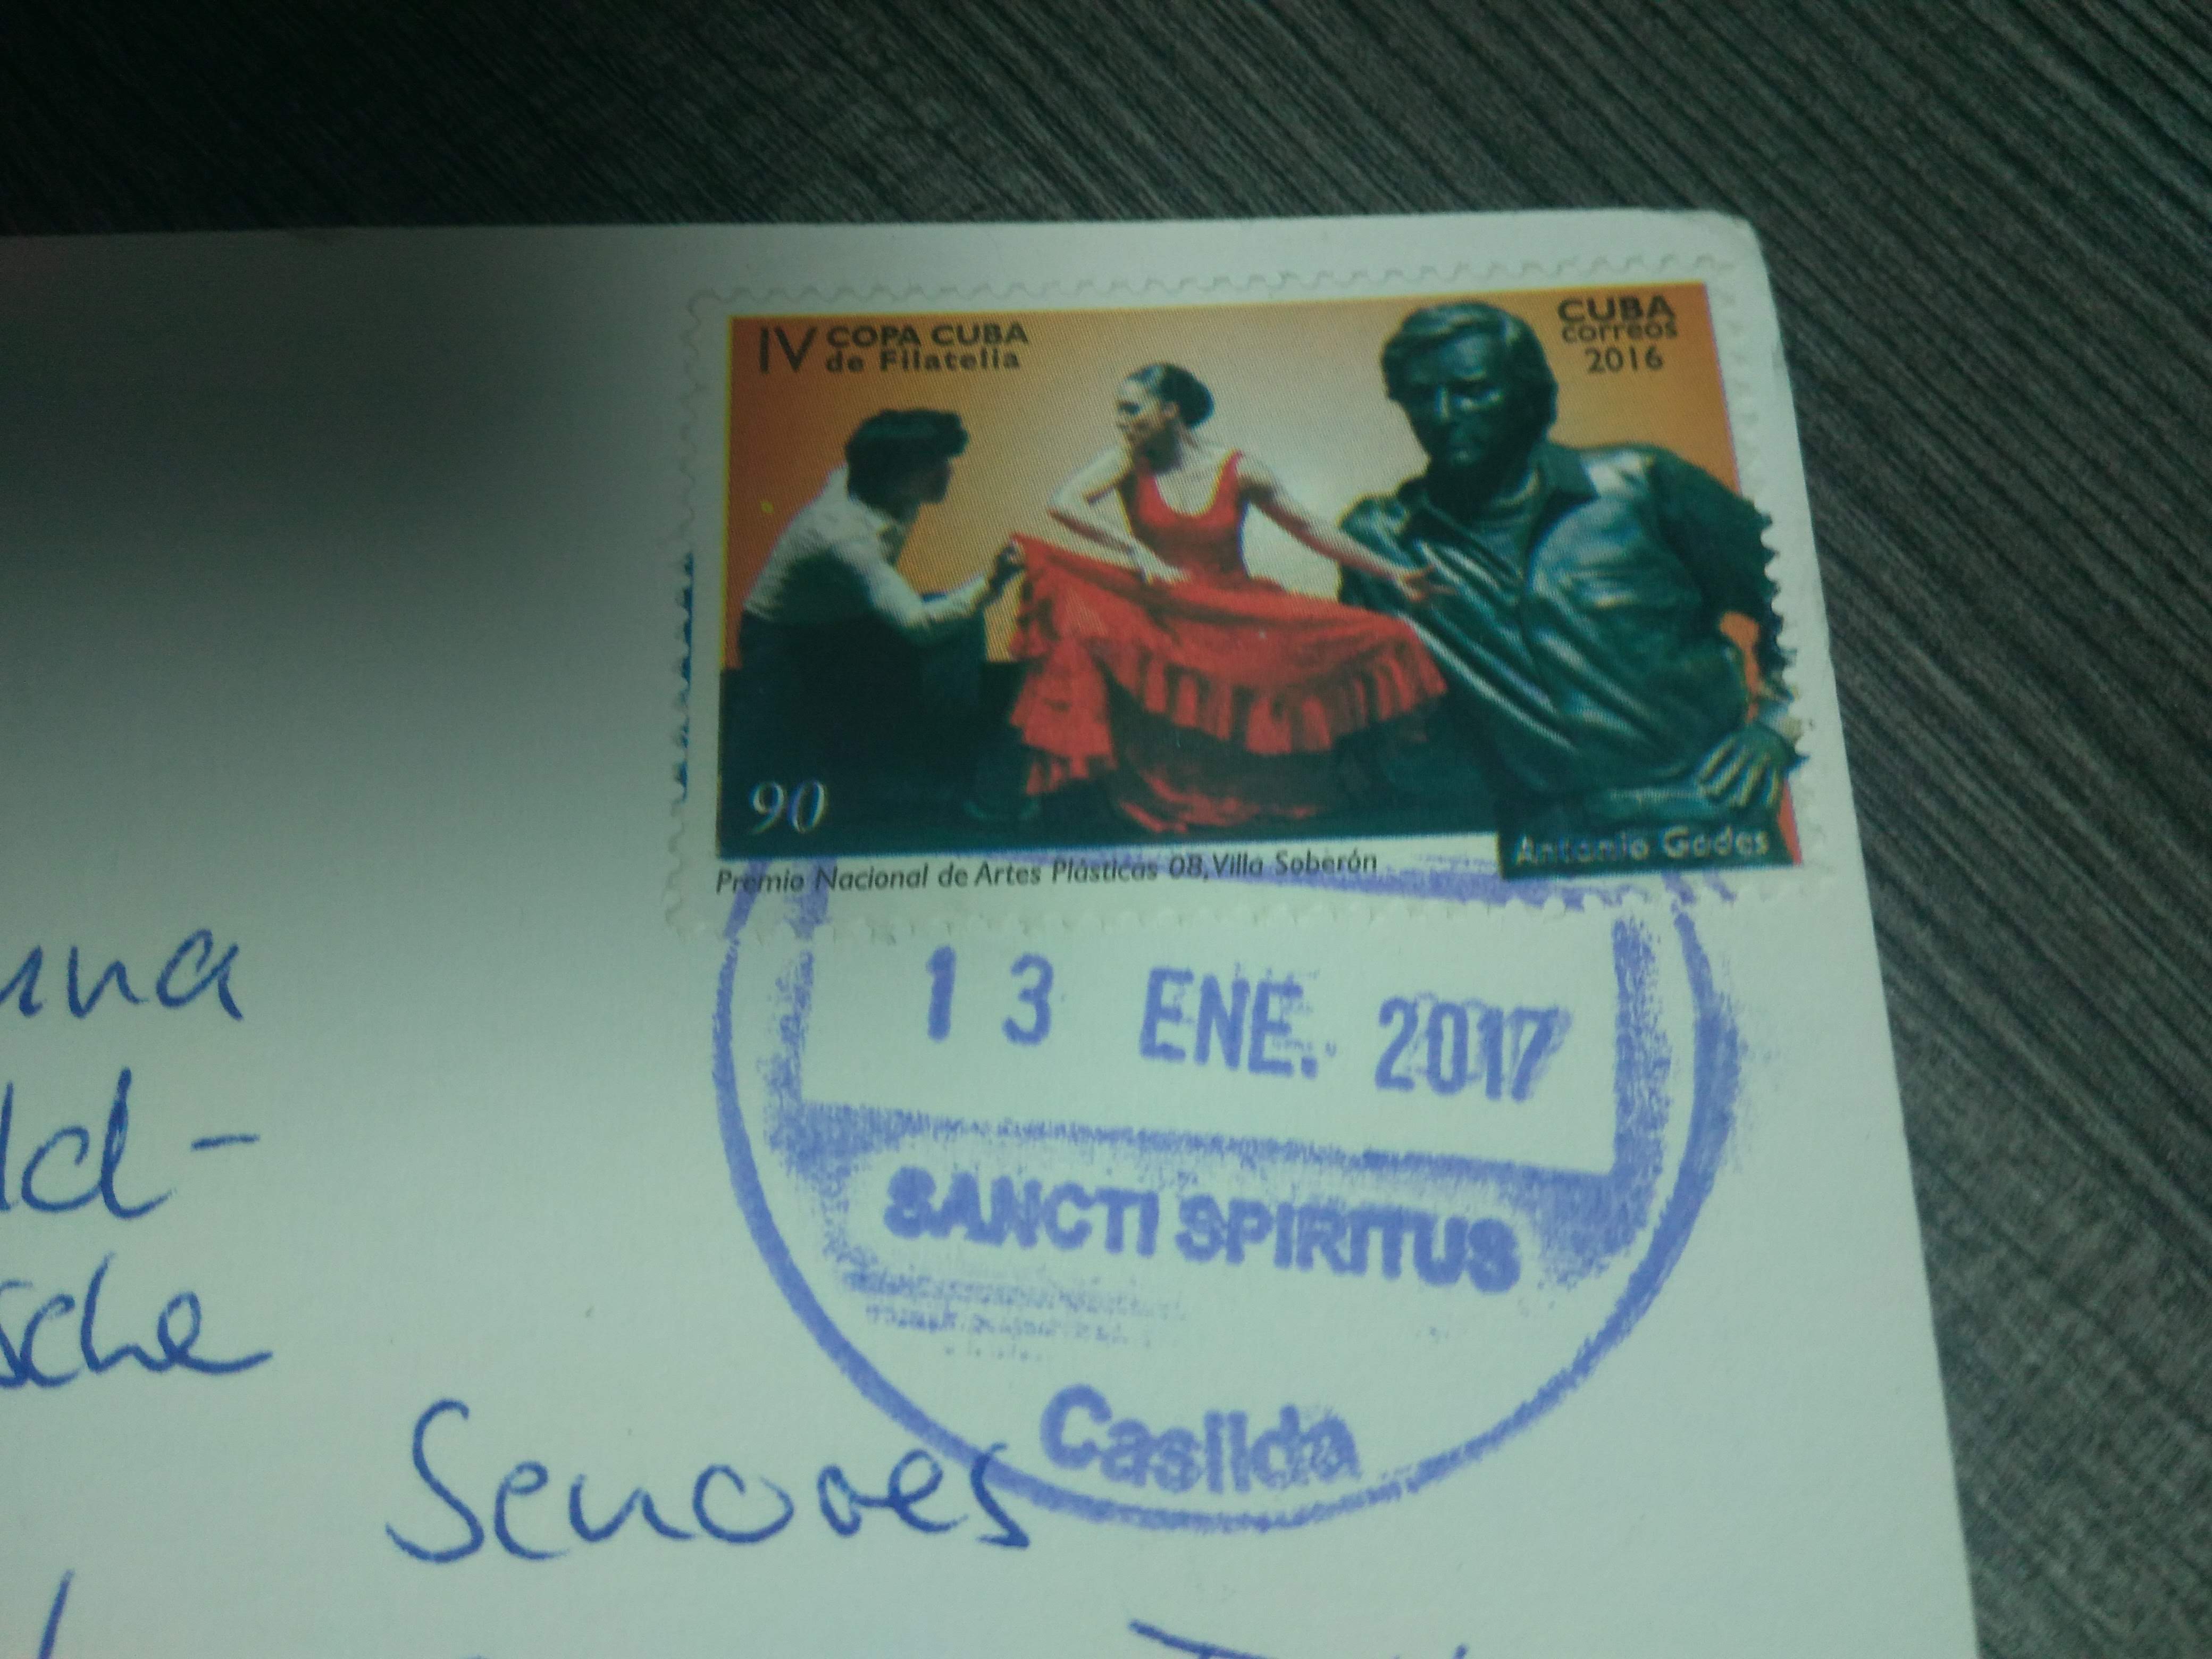 IV COPA CUBA
de Filatelia
CUBA
correos
2016
90
Antonio Gades
Premio Nacional de Artes Plásticas 08, Villa Soberón
13 ENE. 2017
SANCTI SPIRITUS
Casilda
Senores